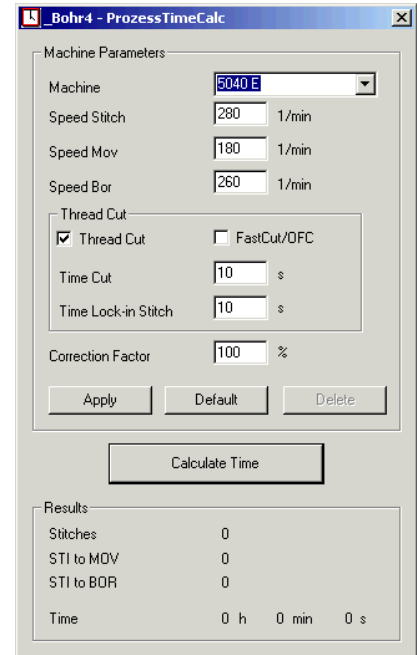 _Bohr4 - ProzessTimeCalc
Machine Parameters
Machine 5040 E
Speed Stitch 280 1/min
Speed Mov 180 1/min
Speed Bor 260 1/min
Thread Cut
Thread Cut FastCut/OFC
Time Cut 10 s
Time Lock-in Stitch 10 s
Correction Factor 100 %
Apply Default Delete
Calculate Time
Results
Stitches 0
STI to MOV 0
STI to BOR 0
Time 0 h 0 min 0 s